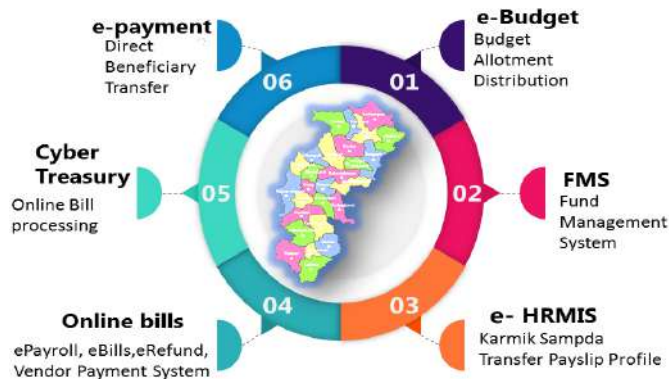 e-payment
Direct
Beneficiary
Transfer
06
e-Budget
Budget
Allotment
Distribution
01
Cyber
Treasury
Online Bill
processing
05
FMS
Fund
Management
System
02
Online bills
ePayroll, eBills,eRefund,
Vendor Payment System
04
e- HRMIS
Karmik Sampda
Transfer Payslip Profile
03